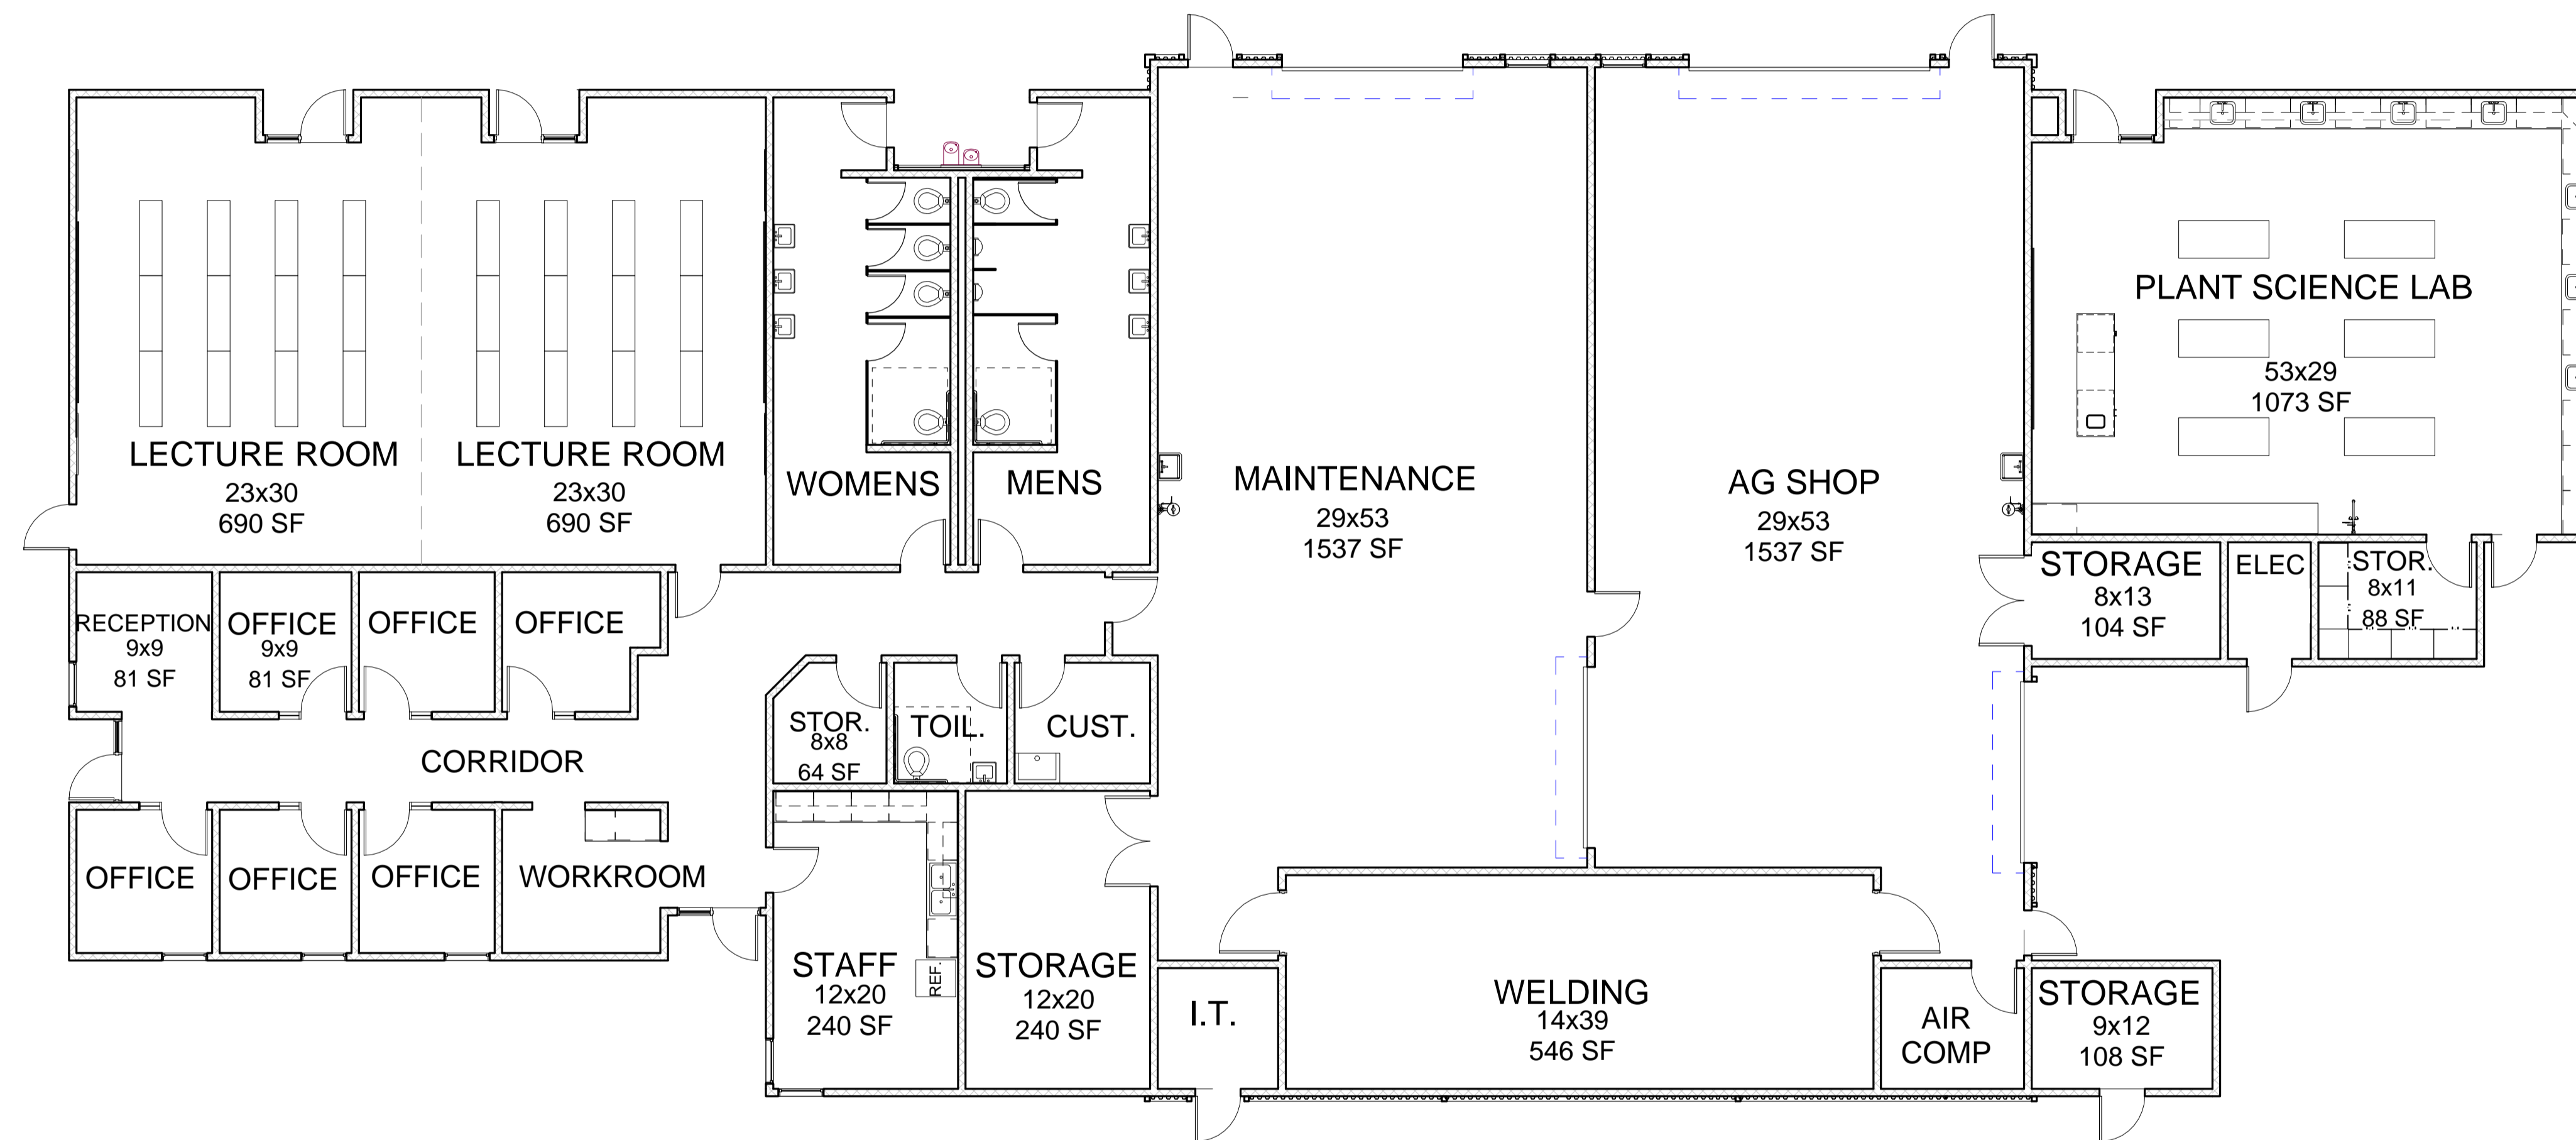 PLANT SCIENCE LAB
53x29
1073 SF
LECTURE ROOM
23x30
690 SF
LECTURE ROOM
23x30
690 SF
WOMENS
MENS
MAINTENANCE
29x53
1537 SF
AG SHOP
29x53
1537 SF
STORAGE
8x13
104 SF
ELEC
STOR.
8x11
88 SF
RECEPTION
9x9
81 SF
OFFICE
9x9
81 SF
OFFICE
OFFICE
STOR.
8x8
64 SF
TOIL.
CUST.
CORRIDOR
OFFICE
OFFICE
OFFICE
WORKROOM
STAFF
12x20
240 SF
REF.
STORAGE
12x20
240 SF
I.T.
WELDING
14x39
546 SF
AIR
COMP
STORAGE
9x12
108 SF